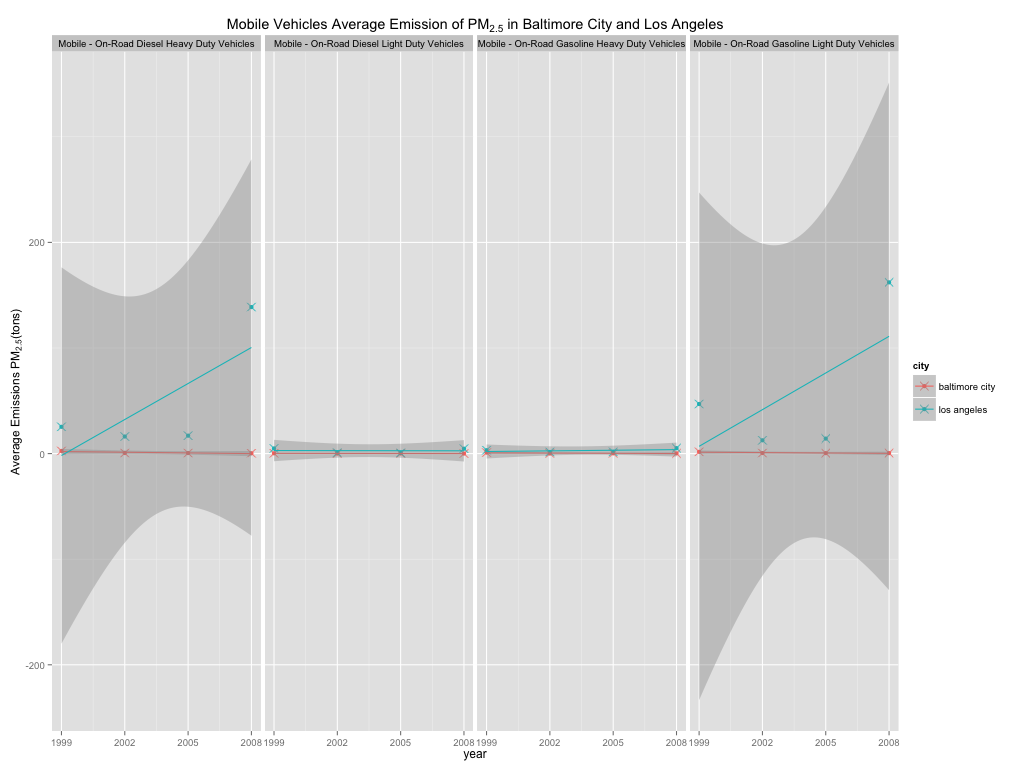 Mobile Vehicles Average Emission of PM2.5 in Baltimore City and Los Angeles
Mobile - On-Road Diesel Heavy Duty Vehicles
Mobile - On-Road Diesel Light Duty Vehicles
Mobile - On-Road Gasoline Heavy Duty Vehicles
Mobile - On-Road Gasoline Light Duty Vehicles
Average Emissions PM2.5(tons)
200
0
-200
1999 2002 2005 2008
1999 2002 2005 2008
1999 2002 2005 2008
1999 2002 2005 2008
year
city
baltimore city
los angeles